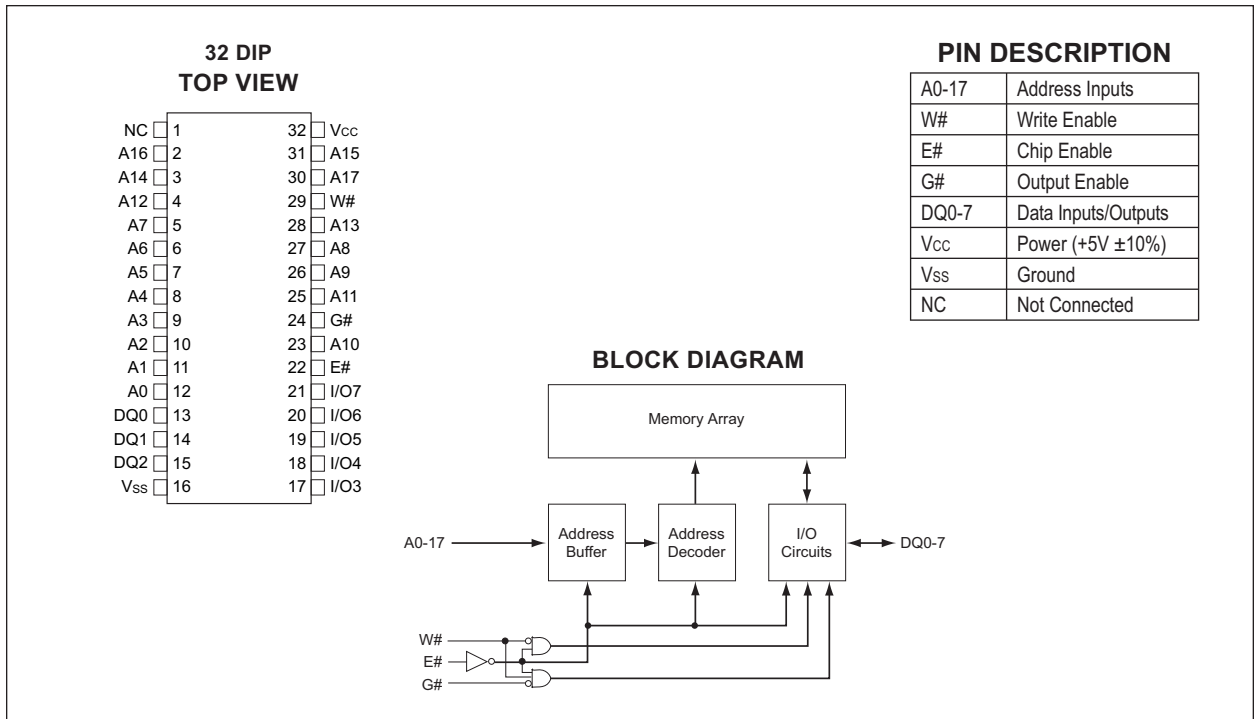 32 DIP
TOP VIEW
NC 1 32 Vcc
A16 2 31 A15
A14 3 30 A17
A12 4 29 W#
A7 5 28 A13
A6 6 27 A8
A5 7 26 A9
A4 8 25 A11
A3 9 24 G#
A2 10 23 A10
A1 11 22 E#
A0 12 21 I/O7
DQ0 13 20 I/O6
DQ1 14 19 I/O5
DQ2 15 18 I/O4
Vss 16 17 I/O3
PIN DESCRIPTION
A0-17 Address Inputs
W# Write Enable
E# Chip Enable
G# Output Enable
DQ0-7 Data Inputs/Outputs
Vcc Power (+5V ±10%)
Vss Ground
NC Not Connected
BLOCK DIAGRAM
Memory Array
A0-17
Address
Buffer
Address
Decoder
I/O
Circuits
DQ0-7
W#
E#
G#